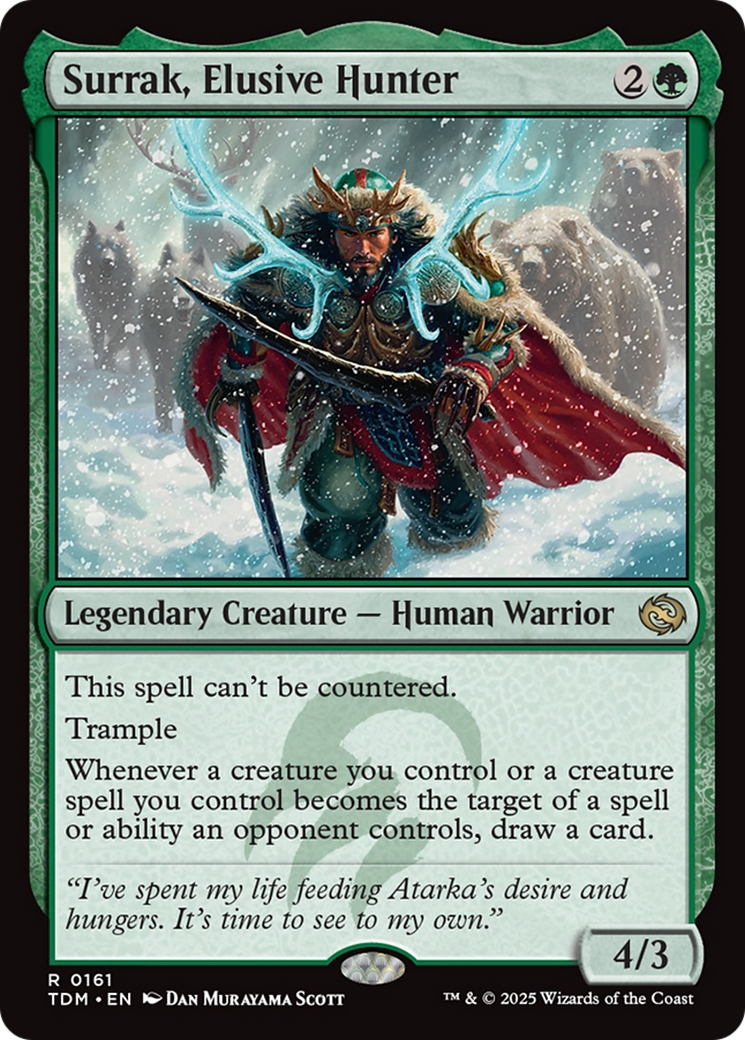 Surrak, Elusive Hunter 2
Legendary Creature — Human Warrior
This spell can't be countered.
Trample
Whenever a creature you control or a creature
spell you control becomes the target of a spell
or ability an opponent controls, draw a card.
“I've spent my life feeding Atarka's desire and
hungers. It's time to see to my own.”
4/3
R 0161
TDM • EN Dan Murayama Scott
™ & © 2025 Wizards of the Coast